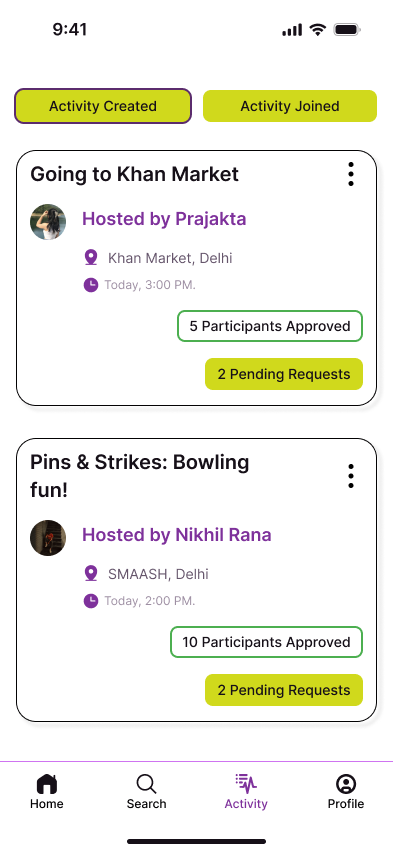 9:41
Activity Created
Activity Joined
Going to Khan Market
Hosted by Prajakta
Khan Market, Delhi
Today, 3:00 PM.
5 Participants Approved
2 Pending Requests
Pins & Strikes: Bowling
fun!
Hosted by Nikhil Rana
SMAASH, Delhi
Today, 2:00 PM.
10 Participants Approved
2 Pending Requests
Home
Search
Activity
Profile